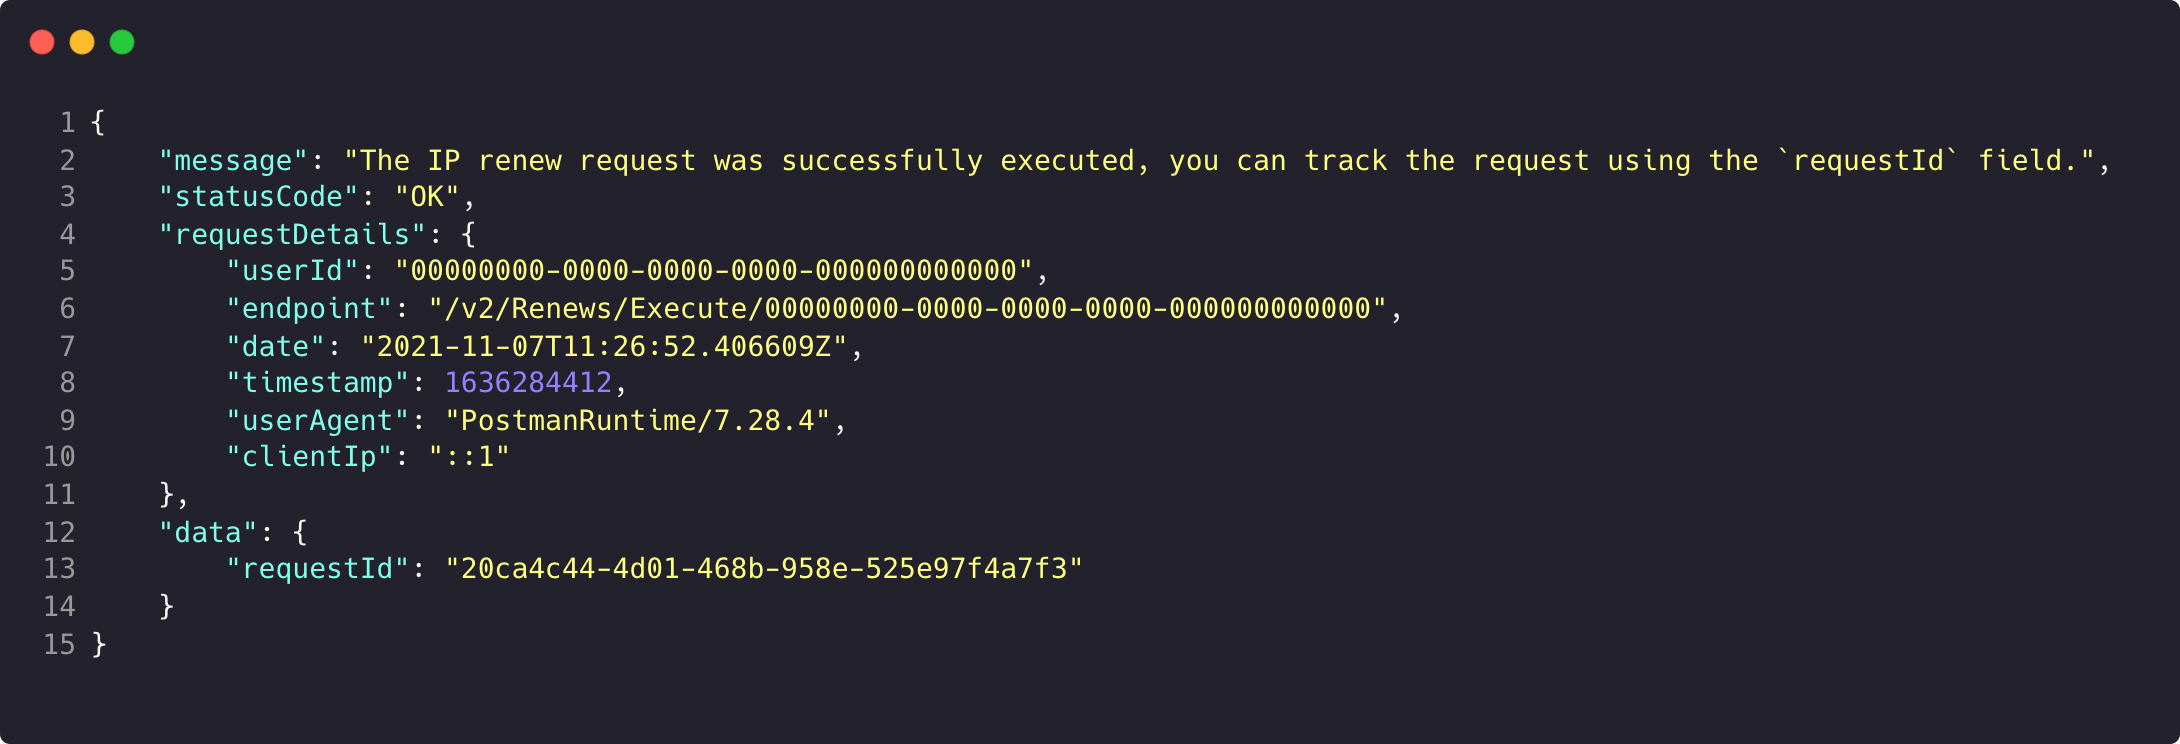 1 {
2     "message": "The IP renew request was successfully executed, you can track the request using the `requestId` field.",
3     "statusCode": "OK",
4     "requestDetails": {
5         "userId": "00000000-0000-0000-0000-000000000000",
6         "endpoint": "/v2/Renews/Execute/00000000-0000-0000-0000-000000000000",
7         "date": "2021-11-07T11:26:52.406609Z",
8         "timestamp": 1636284412,
9         "userAgent": "PostmanRuntime/7.28.4",
10         "clientIp": "::1"
11     },
12     "data": {
13         "requestId": "20ca4c44-4d01-468b-958e-525e97f4a7f3"
14     }
15 }